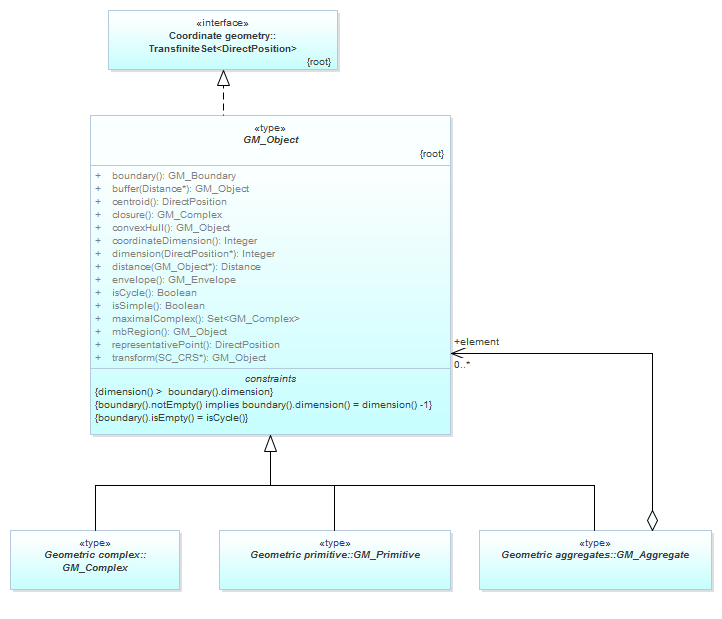 «interface»
Coordinate geometry::
TransfiniteSet<DirectPosition>
{root}
«type»
GM_Object
{root}
+ boundary(): GM_Boundary
+ buffer(Distance*): GM_Object
+ centroid(): DirectPosition
+ closure(): GM_Complex
+ convexHull(): GM_Object
+ coordinateDimension(): Integer
+ dimension(DirectPosition*): Integer
+ distance(GM_Object*): Distance
+ envelope(): GM_Envelope
+ isCycle(): Boolean
+ isSimple(): Boolean
+ maximalComplex(): Set<GM_Complex>
+ mbRegion(): GM_Object
+ representativePoint(): DirectPosition
+ transform(SC_CRS*): GM_Object
constraints
{dimension() > boundary().dimension}
{boundary().notEmpty() implies boundary().dimension() = dimension() -1}
{boundary().isEmpty() = isCycle()}
+element
0..*
«type»
Geometric complex::
GM_Complex
«type»
Geometric primitive::GM_Primitive
«type»
Geometric aggregates::GM_Aggregate